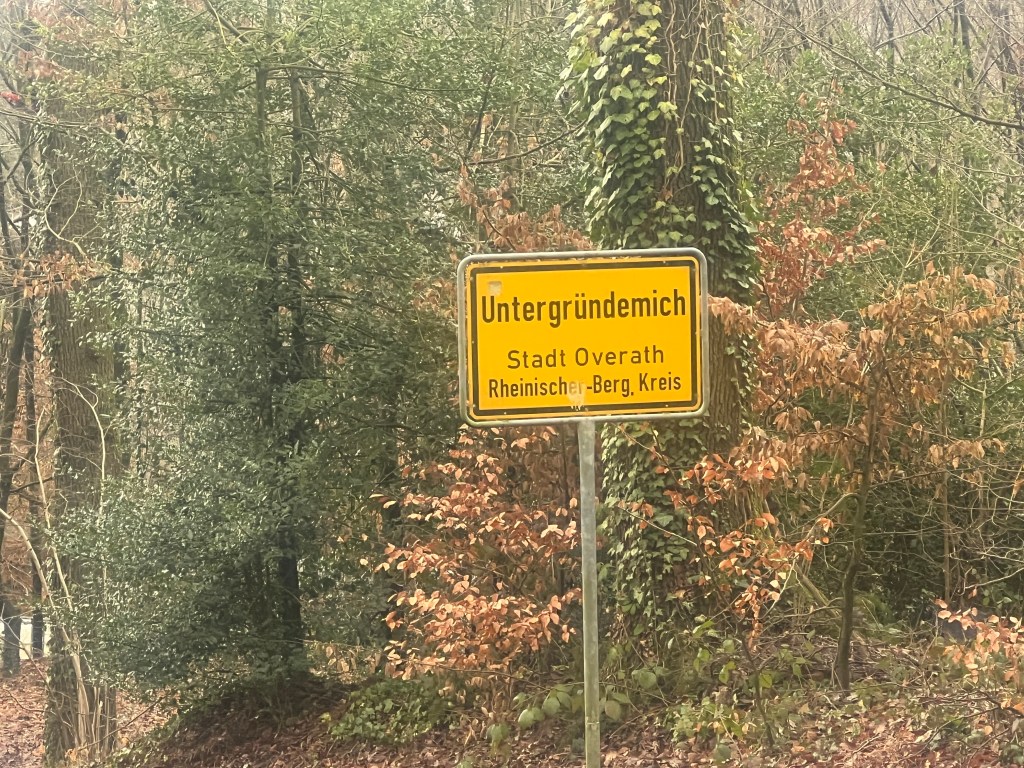 Untergründemich
Stadt Overath
Rheinischer-Berg. Kreis